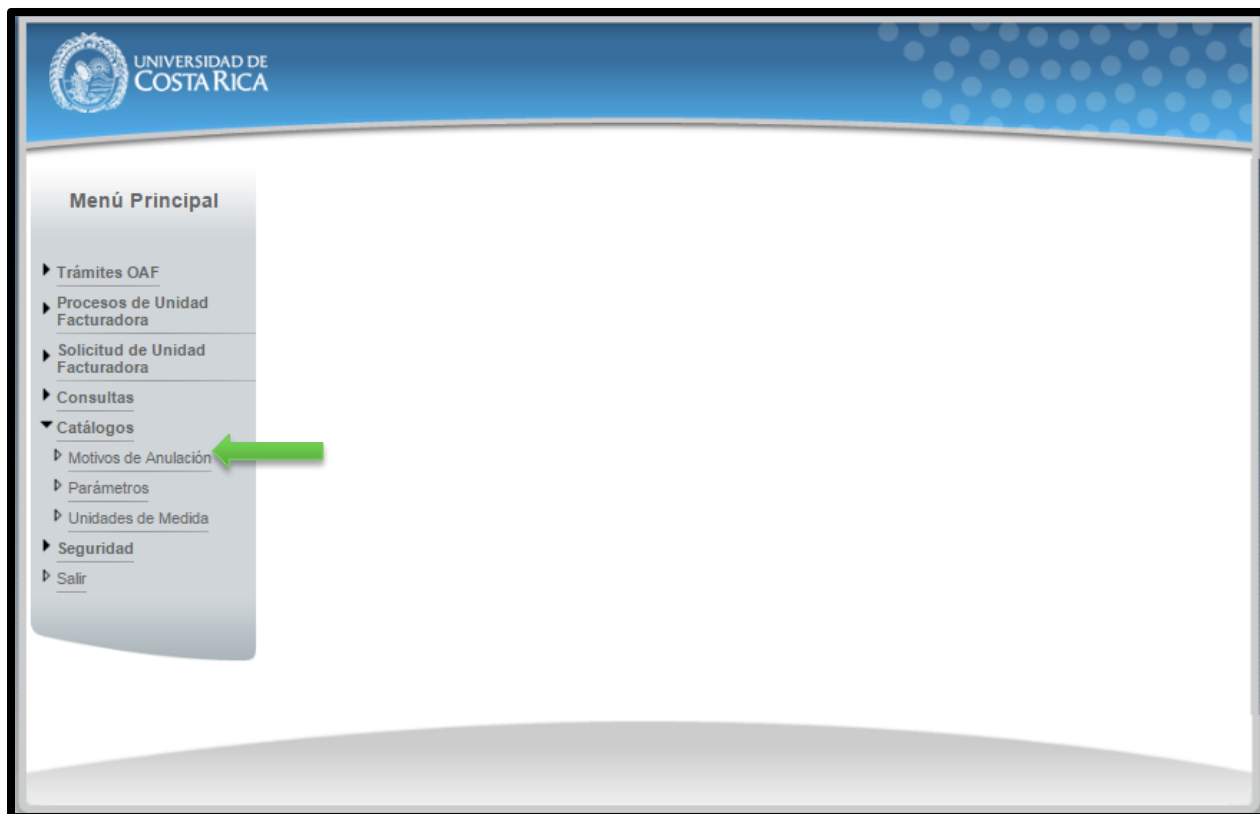 UNIVERSIDAD DE
COSTA RICA
Menú Principal
Trámites OAF
Procesos de Unidad
Facturadora
Solicitud de Unidad
Facturadora
Consultas
Catálogos
Motivos de Anulación
Parámetros
Unidades de Medida
Seguridad
Salir